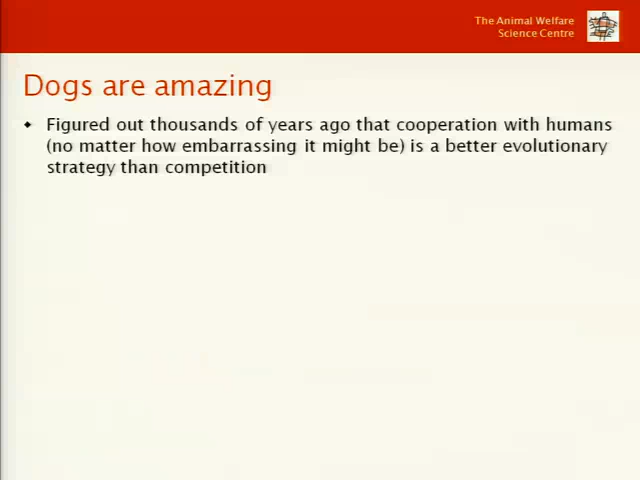 The Animal Welfare
Science Centre
Dogs are amazing
Figured out thousands of years ago that cooperation with humans
(no matter how embarrassing it might be) is a better evolutionary
strategy than competition